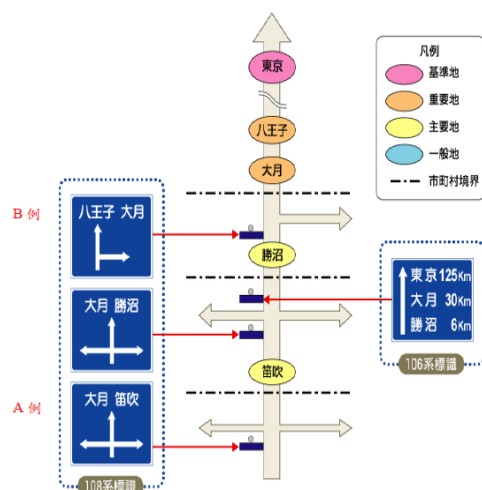 東京
八王子
大月
勝沼
笛吹
凡例
基準地
重要地
主要地
一般地
市町村境界
B 例
八王子 大月
大月 勝沼
A 例
大月 笛吹
108系標識
東京 125Km
大月 30Km
勝沼 6Km
106系標識